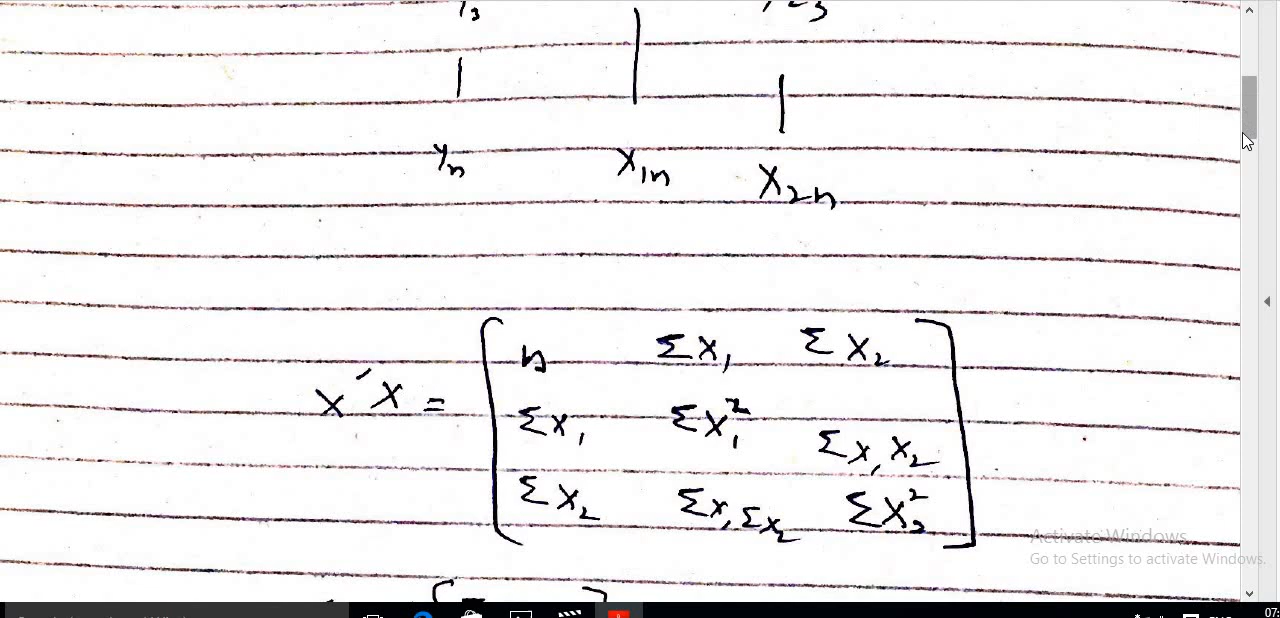 Y₃
Yₙ X₁ₙ X₂ₙ
n ΣX₁ ΣX₂
X′X =
ΣX₁ ΣX₁² ΣX₁X₂
ΣX₂ ΣX₁ΣX₂ ΣX₂²
Activate Windows
Go to Settings to activate Windows.
07: